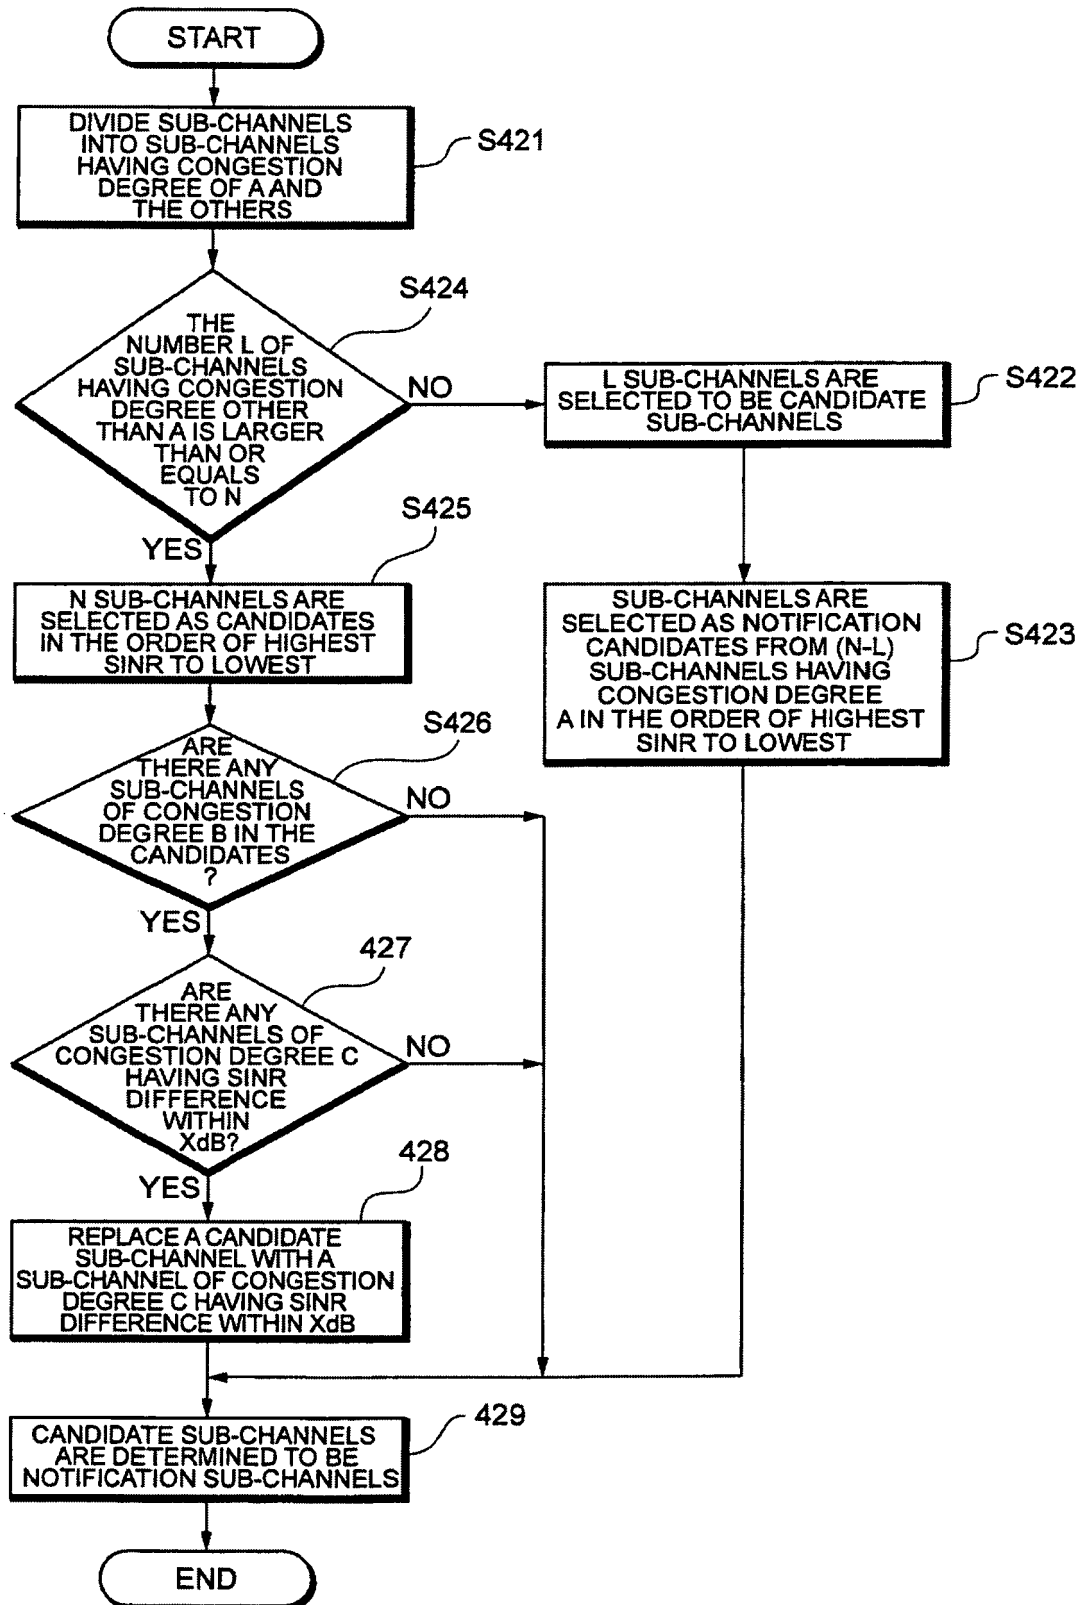 START
DIVIDE SUB-CHANNELS
INTO SUB-CHANNELS
HAVING CONGESTION
DEGREE OF A AND
THE OTHERS
S421
S424
THE
NUMBER L OF
SUB-CHANNELS
HAVING CONGESTION
DEGREE OTHER
THAN A IS LARGER
THAN OR
EQUALS
TO N
NO
YES
L SUB-CHANNELS ARE
SELECTED TO BE CANDIDATE
SUB-CHANNELS
S422
S425
N SUB-CHANNELS ARE
SELECTED AS CANDIDATES
IN THE ORDER OF HIGHEST
SINR TO LOWEST
SUB-CHANNELS ARE
SELECTED AS NOTIFICATION
CANDIDATES FROM (N-L)
SUB-CHANNELS HAVING
CONGESTION DEGREE
A IN THE ORDER OF HIGHEST
SINR TO LOWEST
S423
S426
ARE
THERE ANY
SUB-CHANNELS
OF CONGESTION
DEGREE B IN THE
CANDIDATES
?
NO
YES
427
ARE
THERE ANY
SUB-CHANNELS OF
CONGESTION DEGREE C
HAVING SINR
DIFFERENCE
WITHIN
XdB?
NO
YES
428
REPLACE A CANDIDATE
SUB-CHANNEL WITH A
SUB-CHANNEL OF CONGESTION
DEGREE C HAVING SINR
DIFFERENCE WITHIN XdB
429
CANDIDATE SUB-CHANNELS
ARE DETERMINED TO BE
NOTIFICATION SUB-CHANNELS
END